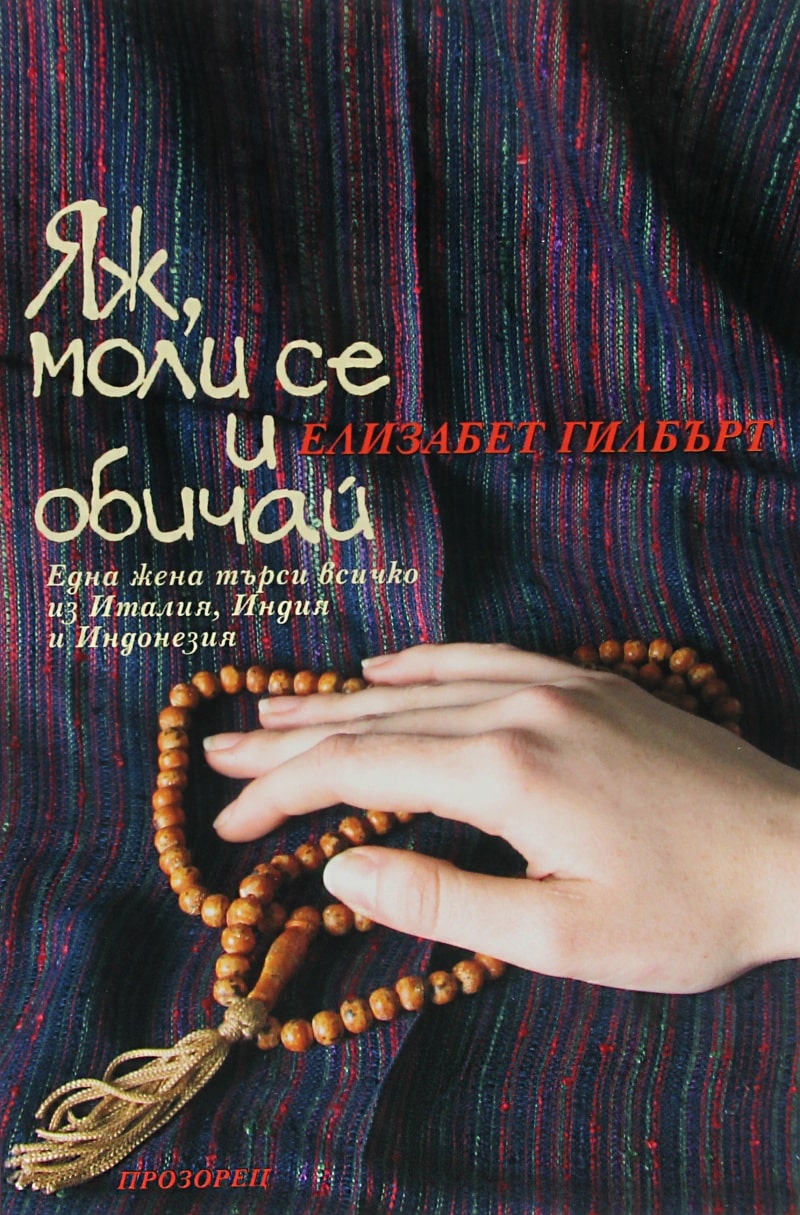 Яж,
моли се
и
обичай
ЕЛИЗАБЕТ ГИЛБЪРТ
Една жена търси всичко
из Италия, Индия
и Индонезия
ПРОЗОРЕЦ